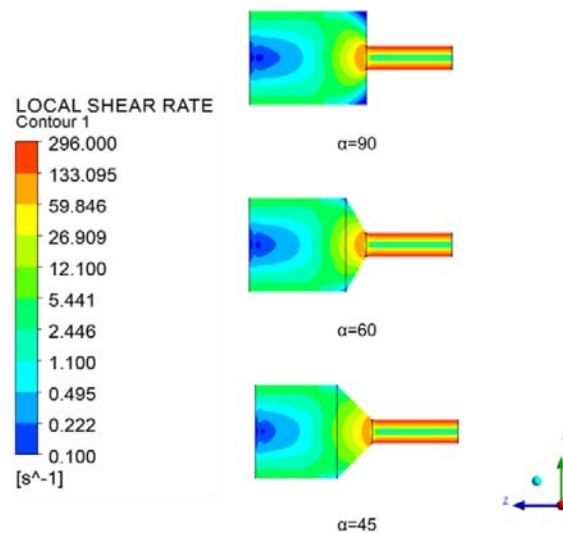 LOCAL SHEAR RATE
Contour 1
296.000
133.095
59.846
26.909
12.100
5.441
2.446
1.100
0.495
0.222
0.100
[s^-1]
α=90
α=60
α=45
z